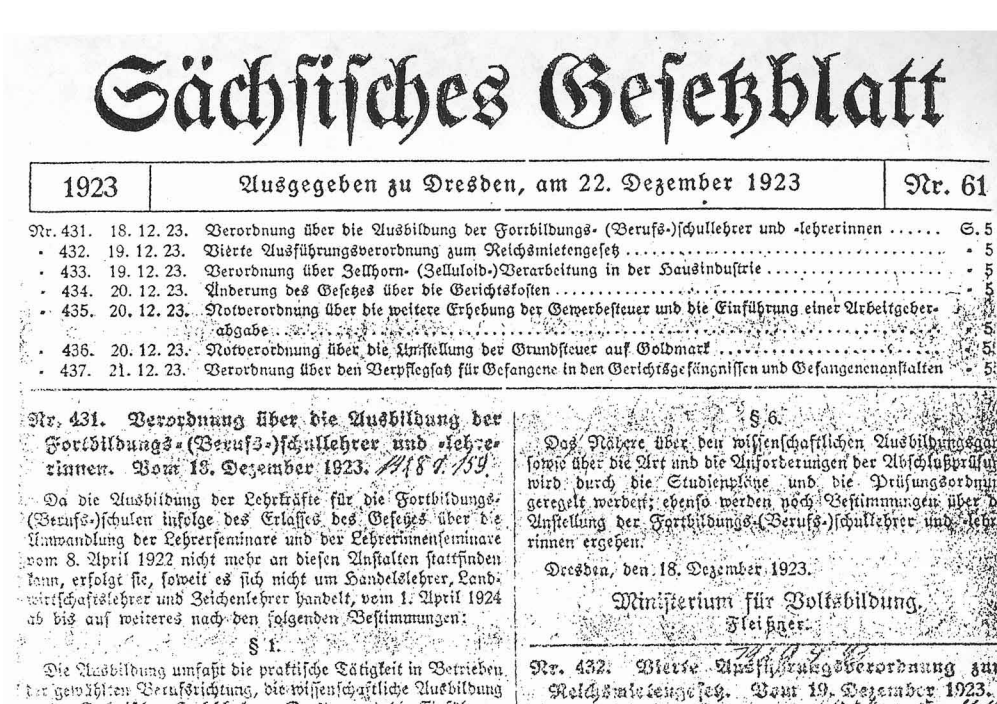 Sächsisches Gesetzblatt
1923
Ausgegeben zu Dresden, am 22. Dezember 1923
Nr. 61
Nr. 431. 18. 12. 23. Verordnung über die Ausbildung der Fortbildungs- (Berufs-)schullehrer und -lehrerinnen ...... S. 5
- 432. 19. 12. 23. Vierte Ausführungsverordnung zum Reichsmietengesetz ........ - 5
- 433. 19. 12. 23. Verordnung über Zellhorn- (Zelluloid-)Verarbeitung in der Hausindustrie ........ - 5
- 434. 20. 12. 23. Änderung des Gesetzes über die Gerichtskosten ........ - 5
- 435. 20. 12. 23. Notverordnung über die weitere Erhebung der Gewerbesteuer und die Einführung einer Arbeitgeber-
abgabe ........ - 5
- 436. 20. 12. 23. Notverordnung über die Umstellung der Grundsteuer auf Goldmark ........ - 5
- 437. 21. 12. 23. Verordnung über den Verpflegsatz für Gefangene in den Gerichtsgefängnissen und Gefangenenanstalten - 5
Nr. 431. Verordnung über die Ausbildung der
Fortbildungs-(Berufs-)schullehrer und -lehre-
rinnen. Vom 18. Dezember 1923.
Da die Ausbildung der Lehrkräfte für die Fortbildungs-
(Berufs-)schulen infolge des Erlasses des Gesetzes über die
Umwandlung der Lehrerseminare und der Lehrerinnenseminare
vom 8. April 1922 nicht mehr an diesen Anstalten stattfinden
kann, erfolgt sie, soweit es sich nicht um Handelslehrer, Land-
wirtschaftslehrer und Zeichenlehrer handelt, vom 1. April 1924
ab bis auf weiteres nach den folgenden Bestimmungen:
§ 1.
Die Ausbildung umfaßt die praktische Tätigkeit in Betrieben
der gewählten Berufsrichtung, die wissenschaftliche Ausbildung
§ 6.
Das Nähere über den wissenschaftlichen Ausbildungsgan
sowie über die Art und die Anforderungen der Abschlußprüfun
wird durch die Studienpläne und die Prüfungsordnun
geregelt werden; ebenso werden noch Bestimmungen über d
Anstellung der Fortbildungs-(Berufs-)schullehrer und -lehr
rinnen ergehen.
Dresden, den 18. Dezember 1923.
Ministerium für Volksbildung.
Fleißner.
Nr. 432. Vierte Ausführungsverordnung zum
Reichsmietengesetz. Vom 19. Dezember 1923.